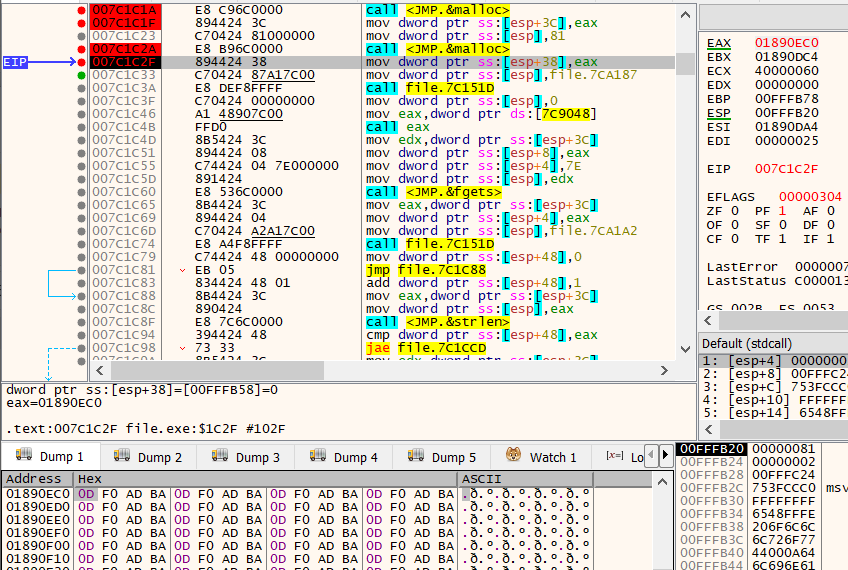 007C1C1A E8 C96C0000 call <JMP.&malloc>
007C1C1F 894424 3C mov dword ptr ss:[esp+3C],eax
007C1C23 C70424 81000000 mov dword ptr ss:[esp],81
007C1C2A E8 B96C0000 call <JMP.&malloc>
EIP 007C1C2F 894424 38 mov dword ptr ss:[esp+38],eax
007C1C33 C70424 87A17C00 mov dword ptr ss:[esp],file.7CA187
007C1C3A E8 DEF8FFFF call file.7C151D
007C1C3F C70424 00000000 mov dword ptr ss:[esp],0
007C1C46 A1 48907C00 mov eax,dword ptr ds:[7C9048]
007C1C4B FFD0 call eax
007C1C4D 8B5424 3C mov edx,dword ptr ss:[esp+3C]
007C1C51 894424 08 mov dword ptr ss:[esp+8],eax
007C1C55 C74424 04 7E000000 mov dword ptr ss:[esp+4],7E
007C1C5D 891424 mov dword ptr ss:[esp],edx
007C1C60 E8 536C0000 call <JMP.&fgets>
007C1C65 8B4424 3C mov eax,dword ptr ss:[esp+3C]
007C1C69 894424 04 mov dword ptr ss:[esp+4],eax
007C1C6D C70424 A2A17C00 mov dword ptr ss:[esp],file.7CA1A2
007C1C74 E8 A4F8FFFF call file.7C151D
007C1C79 C74424 48 00000000 mov dword ptr ss:[esp+48],0
007C1C81 EB 05 jmp file.7C1C88
007C1C83 834424 48 01 add dword ptr ss:[esp+48],1
007C1C88 8B4424 3C mov eax,dword ptr ss:[esp+3C]
007C1C8C 890424 mov dword ptr ss:[esp],eax
007C1C8F E8 7C6C0000 call <JMP.&strlen>
007C1C94 394424 48 cmp dword ptr ss:[esp+48],eax
007C1C98 73 33 jae file.7C1CCD
EAX 01890EC0
EBX 01890DC4
ECX 40000060
EDX 00000000
EBP 00FFFB78
ESP 00FFFB20
ESI 01890DA4
EDI 00000025
EIP 007C1C2F
EFLAGS 00000304
ZF 0 PF 1 AF 0
OF 0 SF 0 DF 0
CF 0 TF 1 IF 1
LastError 0000007
LastStatus C000013
GS 002B ES 0053
Default (stdcall)
1: [esp+4] 0000000
2: [esp+8] 00FFFC2
3: [esp+C] 753FCCC
4: [esp+10] FFFFFF
5: [esp+14] 6548FF
dword ptr ss:[esp+38]=[00FFFB58]=0
eax=01890EC0
.text:007C1C2F file.exe:$1C2F #102F
Dump 1 Dump 2 Dump 3 Dump 4 Dump 5 Watch 1 [x=] Lo
Address Hex ASCII
01890EC0 0D F0 AD BA 0D F0 AD BA 0D F0 AD BA 0D F0 AD BA .ð.º.ð.º.ð.º.ð.º
01890ED0 0D F0 AD BA 0D F0 AD BA 0D F0 AD BA 0D F0 AD BA .ð.º.ð.º.ð.º.ð.º
01890EE0 0D F0 AD BA 0D F0 AD BA 0D F0 AD BA 0D F0 AD BA .ð.º.ð.º.ð.º.ð.º
01890EF0 0D F0 AD BA 0D F0 AD BA 0D F0 AD BA 0D F0 AD BA .ð.º.ð.º.ð.º.ð.º
01890F00 0D F0 AD BA 0D F0 AD BA 0D F0 AD BA 0D F0 AD BA .ð.º.ð.º.ð.º.ð.º
01890F10 0D F0 AD BA 0D F0 AD BA 0D F0 AD BA 0D F0 AD BA .ð.º.ð.º.ð.º.ð.º
00FFFB20 00000081
00FFFB24 00000002
00FFFB28 00FFFC24
00FFFB2C 753FCCC0 msv
00FFFB30 FFFFFFFF
00FFFB34 6548FFFE
00FFFB38 206F6C6C
00FFFB3C 6C726F77
00FFFB40 44000A64
00FFFB44 6C696E61